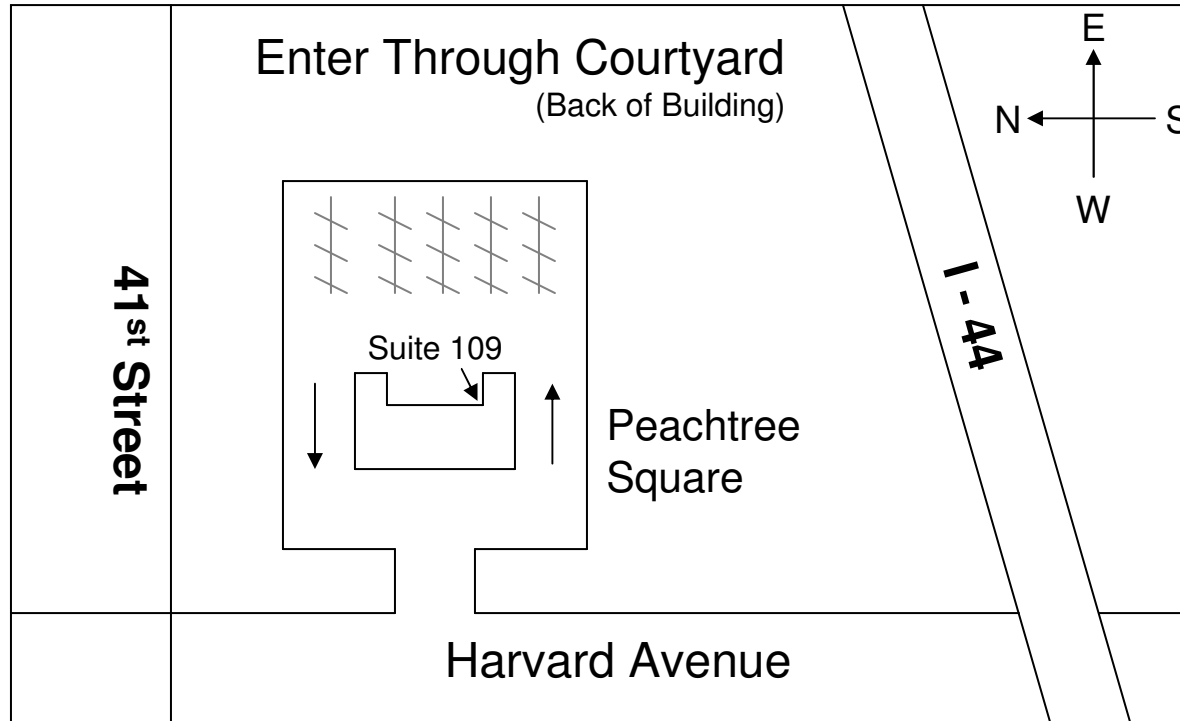 Enter Through Courtyard
(Back of Building)
E
N
S
W
41st Street
I - 44
Suite 109
Peachtree
Square
Harvard Avenue